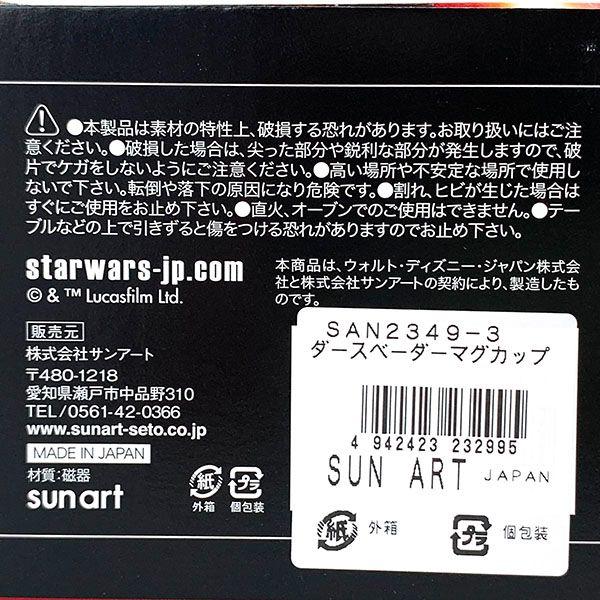 ●本製品は素材の特性上、破損する恐れがあります。お取り扱いにはご注
意ください。●破損した場合は、尖った部分や鋭利な部分が発生しますので、破
片でケガをしないようにご注意ください。●高い場所や不安定な場所で使用し
ないで下さい。転倒や落下の原因になり危険です。●割れ、ヒビが生じた場合は
すぐにご使用をお止め下さい。●直火、オーブンでのご使用はできません。●テー
ブルなどの上で引きずると傷をつける恐れがありますのでお止め下さい。
starwars-jp.com
© & ™ Lucasfilm Ltd.
本商品は、ウォルト・ディズニー・ジャパン株式会
社と株式会社サンアートの契約により、製造したも
のです。
販売元
株式会社サンアート
〒480-1218
愛知県瀬戸市中品野310
TEL/0561-42-0366
www.sunart-seto.co.jp
MADE IN JAPAN
材質:磁器
sunart
紙
外箱
プラ
個包装
SAN2349-3
ダースベーダーマグカップ
4 942423 232995
SUN ART JAPAN
紙
外箱
プラ
個包装